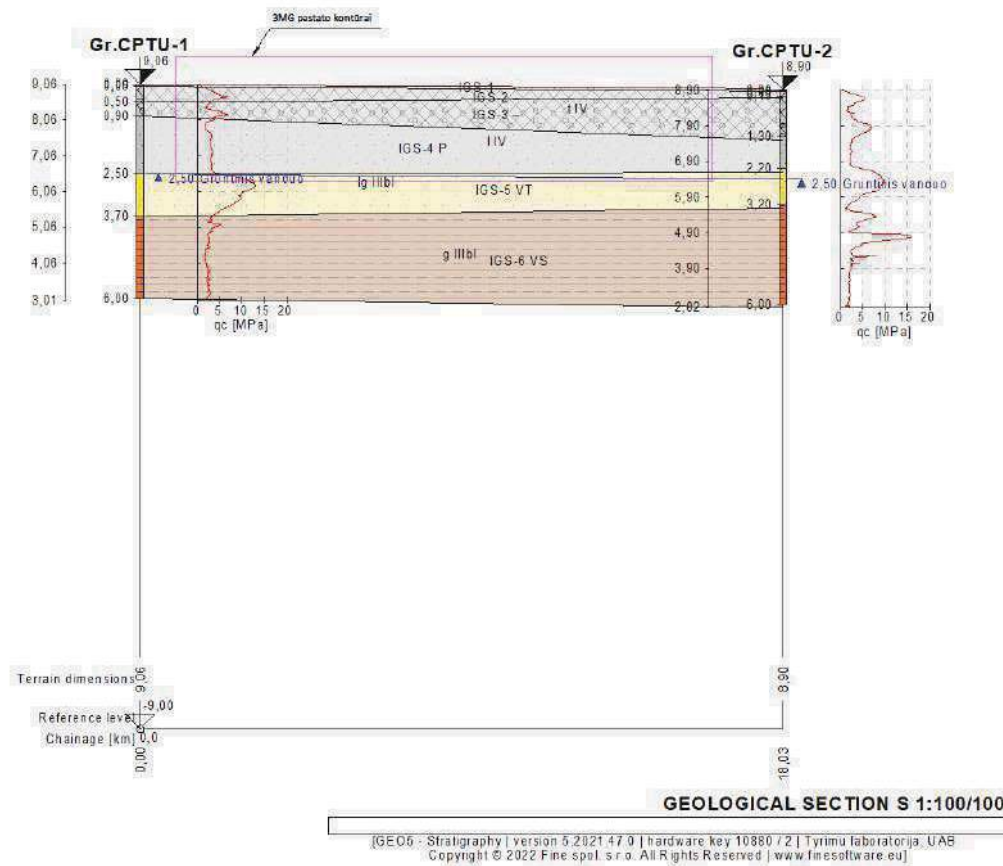 3MG pastato kontūrai
Gr.CPTU-1
9,06
Gr.CPTU-2
8,90
9,06
8,06
7,06
6,06
5,06
4,06
3,01
0,50
0,90
2,50
3,70
6,00
IGS-1
IGS-2
t IV
IGS-3
l IV
IGS-4 P
2,50 Gruntinis vanduo
lg IIIbl
IGS-5 VT
g IIIbl
IGS-6 VS
8,90
7,90
6,90
5,90
4,90
3,90
2,82
1,30
2,20
3,20
6,00
2,50 Gruntinis vanduo
0 5 10 15 20
qc [MPa]
0 5 10 15 20
qc [MPa]
Terrain dimensions
9,06
8,90
Reference level
-9,00
Chainage [km]
0,0
0,00
18,03
GEOLOGICAL SECTION S 1:100/100
[GEO5 - Stratigraphy | version 5.2021.47.0 | hardware key 10880 / 2 | Tyrimu laboratorija, UAB
Copyright © 2022 Fine spol. s r.o. All Rights Reserved | www.finesoftware.eu]